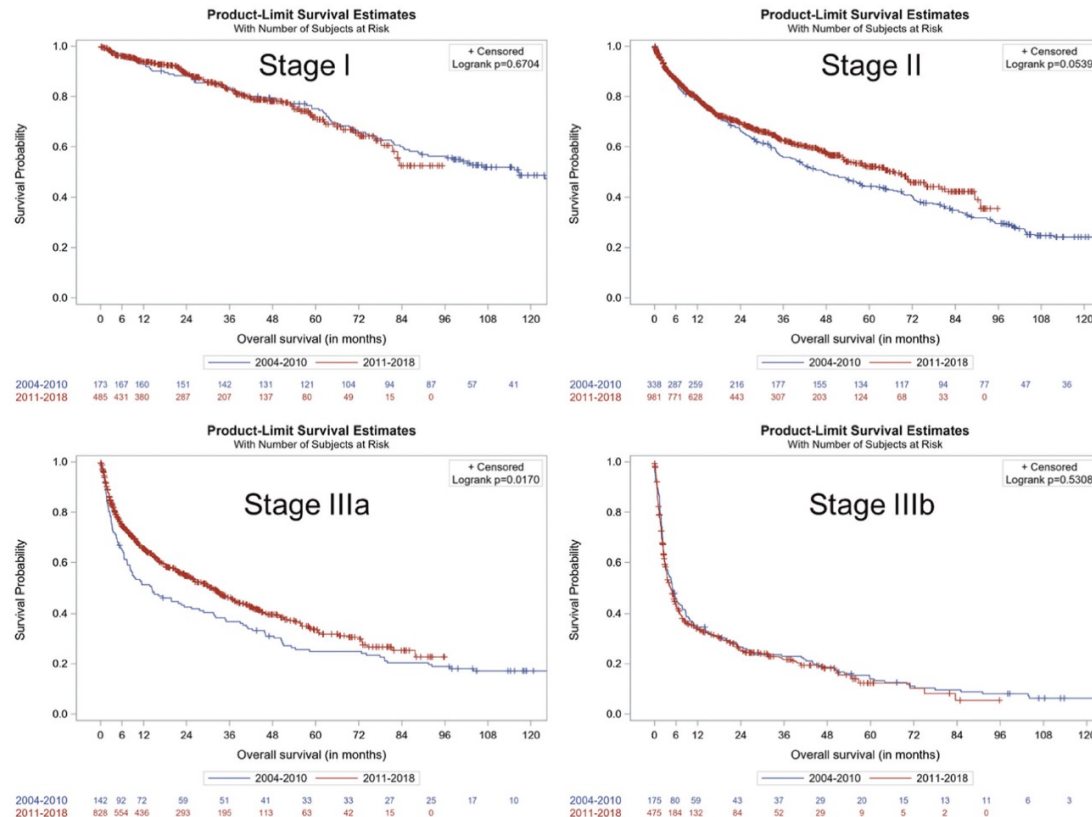 Product-Limit Survival Estimates
With Number of Subjects at Risk
Stage I
+ Censored
Logrank p=0.6704
1.0
0.8
0.6
0.4
0.2
0.0
Survival Probability
0 6 12 24 36 48 60 72 84 96 108 120
Overall survival (in months)
2004-2010 2011-2018
2004-2010 173 167 160 151 142 131 121 104 94 87 57 41
2011-2018 485 431 380 287 207 137 80 49 15 0
Product-Limit Survival Estimates
With Number of Subjects at Risk
Stage II
+ Censored
Logrank p=0.0539
1.0
0.8
0.6
0.4
0.2
0.0
Survival Probability
0 6 12 24 36 48 60 72 84 96 108 120
Overall survival (in months)
2004-2010 2011-2018
2004-2010 338 287 259 216 177 155 134 117 94 77 47 36
2011-2018 981 771 628 443 307 203 124 68 33 0
Product-Limit Survival Estimates
With Number of Subjects at Risk
Stage IIIa
+ Censored
Logrank p=0.0170
1.0
0.8
0.6
0.4
0.2
0.0
Survival Probability
0 6 12 24 36 48 60 72 84 96 108 120
Overall survival (in months)
2004-2010 2011-2018
2004-2010 142 92 72 59 51 41 33 33 27 25 17 10
2011-2018 828 554 436 293 195 113 63 42 15 0
Product-Limit Survival Estimates
With Number of Subjects at Risk
Stage IIIb
+ Censored
Logrank p=0.5308
1.0
0.8
0.6
0.4
0.2
0.0
Survival Probability
0 6 12 24 36 48 60 72 84 96 108 120
Overall survival (in months)
2004-2010 2011-2018
2004-2010 175 80 59 43 37 29 20 15 13 11 6 3
2011-2018 475 184 132 84 52 29 9 5 2 0